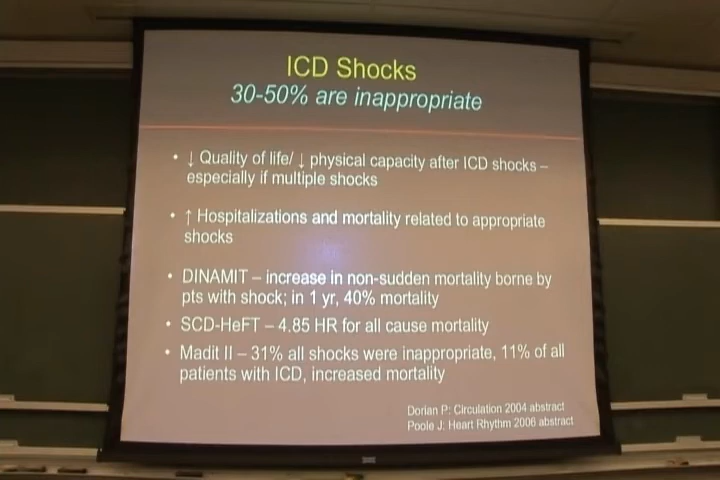 ICD Shocks
30-50% are inappropriate
• ↓ Quality of life/ ↓ physical capacity after ICD shocks –
especially if multiple shocks
• ↑ Hospitalizations and mortality related to appropriate
shocks
• DINAMIT – increase in non-sudden mortality borne by
pts with shock; in 1 yr, 40% mortality
• SCD-HeFT – 4.85 HR for all cause mortality
• Madit II – 31% all shocks were inappropriate, 11% of all
patients with ICD, increased mortality
Dorian P: Circulation 2004 abstract
Poole J: Heart Rhythm 2006 abstract